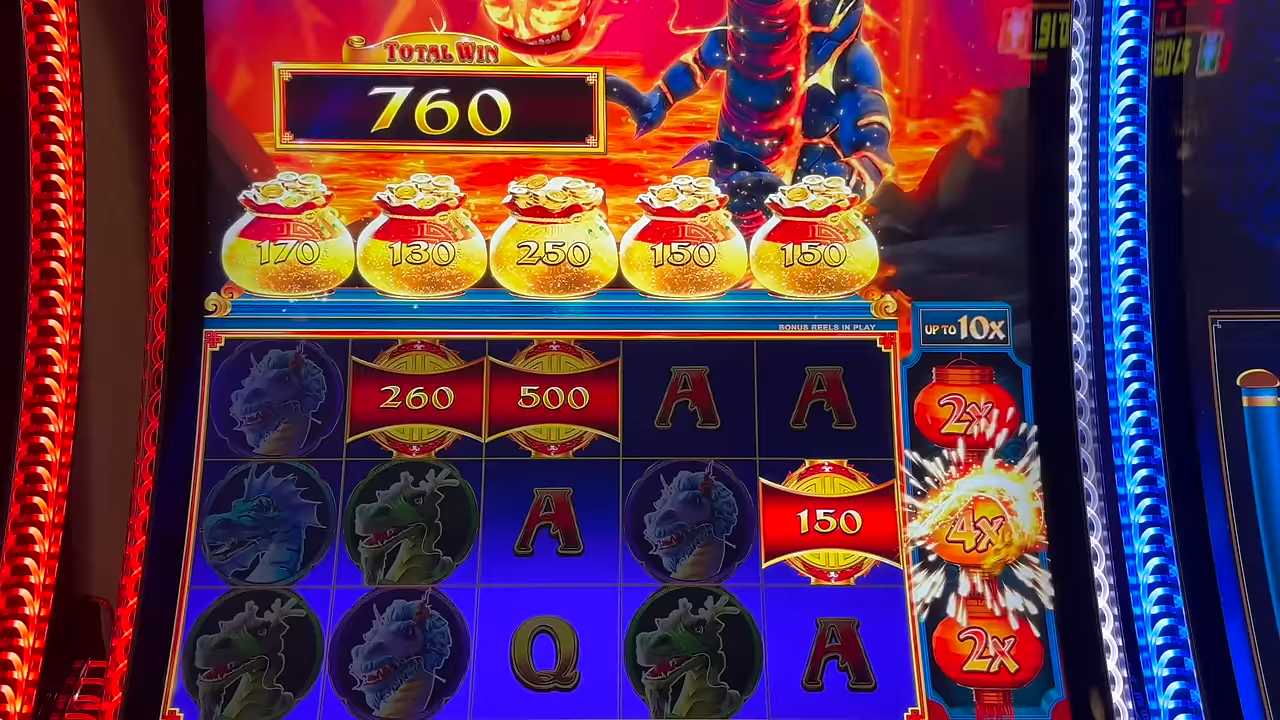 TOTAL WIN
760
170 130 250 150 150
BONUS REELS IN PLAY
UP TO 10X
260 500 A A
2X
A 150
4X
Q A
2X